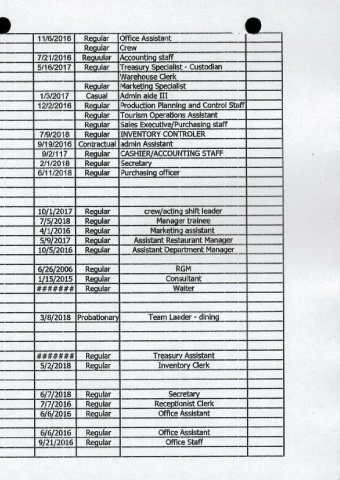 11/6/2016 Regular Office Assistant
Regular Crew
7/21/2016 Reguular Accounting staff
5/16/2017 Regular Treasury Specialist - Custodian
Warehouse Clerk
Regular Marketing Specialist
1/3/2017 Casual Admin aide III
12/2/2016 Regular Production Planning and Control Staff
Regular Tourism Operations Assistant
Regular Sales Executive/Purchasing staff
7/9/2018 Regular INVENTORY CONTROLER
9/19/2016 Contractual admin Assistant
9/2/117 Regular CASHIER/ACCOUNTING STAFF
2/1/2018 Regular Secretary
6/11/2018 Regular Purchasing officer
10/1/2017 Regular crew/acting shift leader
7/5/2018 Regular Manager trainee
4/1/2016 Regular Marketing assistant
5/9/2017 Regular Assistant Restaurant Manager
10/5/2016 Regular Assistant Department Manager
6/26/2006 Regular RGM
1/15/2015 Regular Consultant
####### Regular Waiter
3/8/2018 Probationary Team Laader - dining
####### Regular Treasury Assistant
5/2/2018 Regular Inventory Clerk
6/7/2018 Regular Secretary
7/7/2016 Regular Receptionist Clerk
6/6/2016 Regular Office Assistant
6/6/2016 Regular Office Assistant
9/21/2016 Regular Office Staff